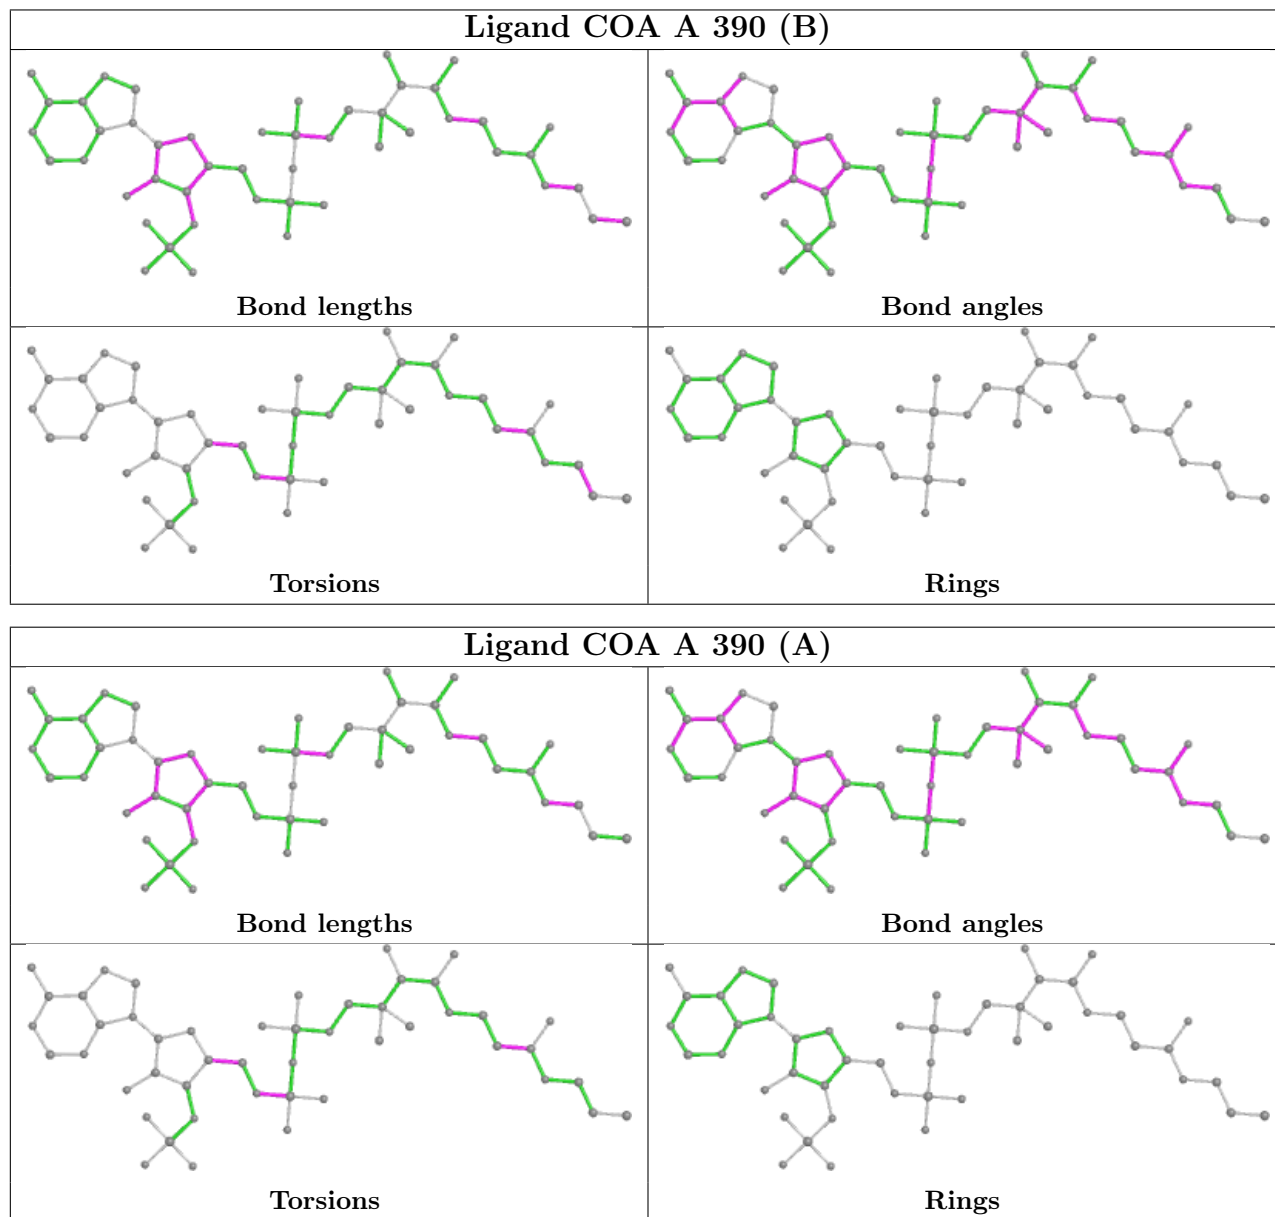 Ligand COA A 390 (B)
Bond lengths
Bond angles
Torsions
Rings
Ligand COA A 390 (A)
Bond lengths
Bond angles
Torsions
Rings